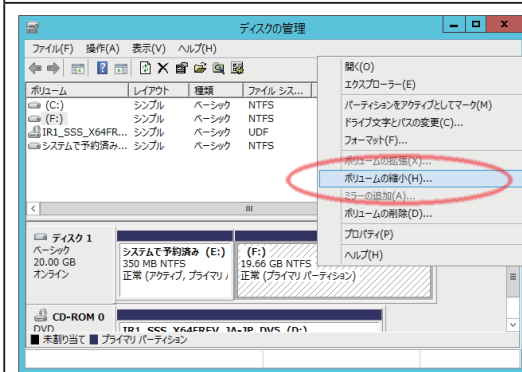 ディスクの管理
ファイル(F) 操作(A) 表示(V) ヘルプ(H)
ボリューム レイアウト 種類 ファイル シス...
(C:) シンプル ベーシック NTFS
(F:) シンプル ベーシック NTFS
IR1_SSS_X64FR... シンプル ベーシック UDF
システムで予約済み... シンプル ベーシック NTFS
開く(O)
エクスプローラー(E)
パーティションをアクティブとしてマーク(M)
ドライブ文字とパスの変更(C)...
フォーマット(F)...
ボリュームの拡張(X)...
ボリュームの縮小(H)...
ミラーの追加(A)...
ボリュームの削除(D)...
プロパティ(P)
ヘルプ(H)
ディスク 1
ベーシック
20.00 GB
オンライン
システムで予約済み (E:)
350 MB NTFS
正常 (アクティブ, プライマリ /
(F:)
19.66 GB NTFS
正常 (プライマリ パーティション)
CD-ROM 0
DVD
IR1_SSS_X64FREV_JA-JP_DV5 (D:)
未割り当て プライマリ パーティション